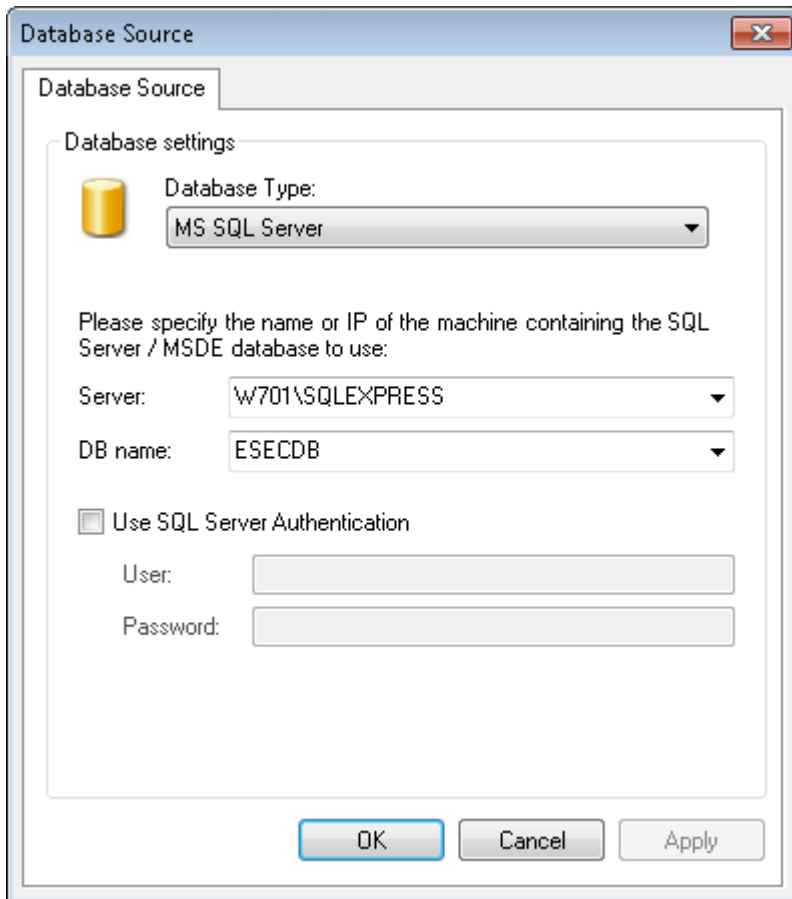 Database Source
Database Source
Database settings
Database Type:
MS SQL Server
Please specify the name or IP of the machine containing the SQL
Server / MSDE database to use:
Server: W701\SQLEXPRESS
DB name: ESECDB
Use SQL Server Authentication
User:
Password:
OK Cancel Apply